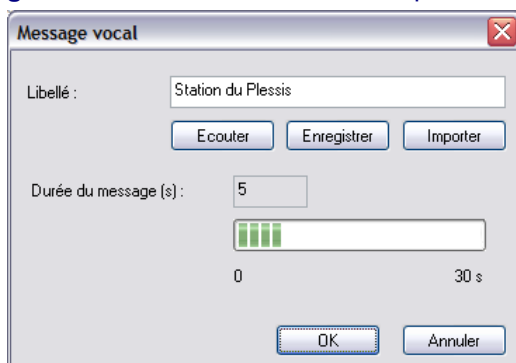 Message vocal
Libellé : Station du Plessis
Ecouter Enregistrer Importer
Durée du message (s) : 5
0 30 s
OK Annuler